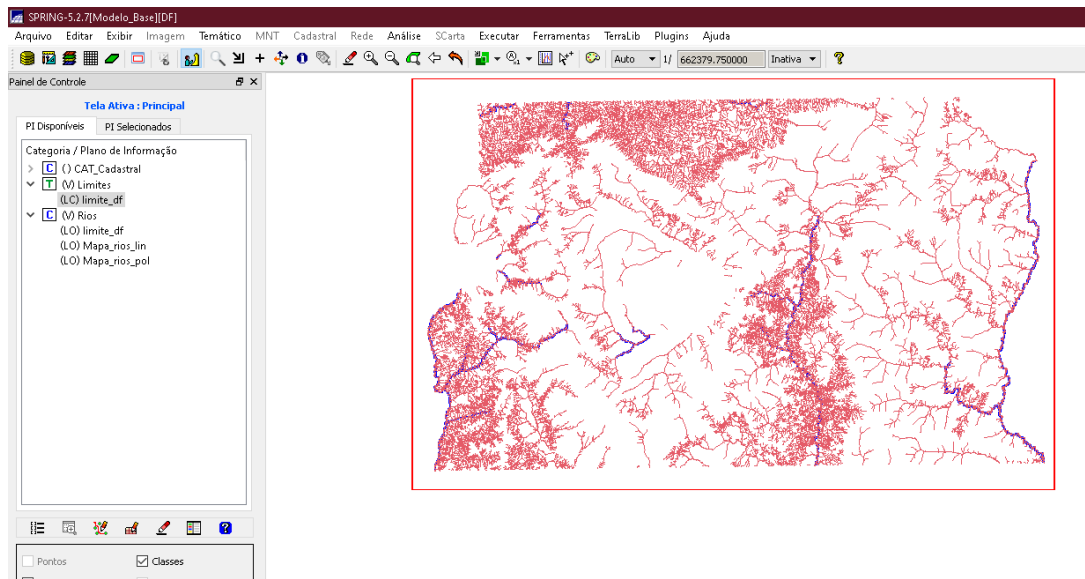 SPRING-5.2.7[Modelo_Base][DF]
Arquivo Editar Exibir Imagem Temático MNT Cadastral Rede Análise SCarta Executar Ferramentas TerraLib Plugins Ajuda
Auto 1/ 662379.750000 Inativa ?
Painel de Controle
Tela Ativa : Principal
PI Disponíveis PI Selecionados
Categoria / Plano de Informação
C () CAT_Cadastral
T (V) Limites
(LC) limite_df
C (V) Rios
(LO) limite_df
(LO) Mapa_rios_lin
(LO) Mapa_rios_pol
Pontos Classes